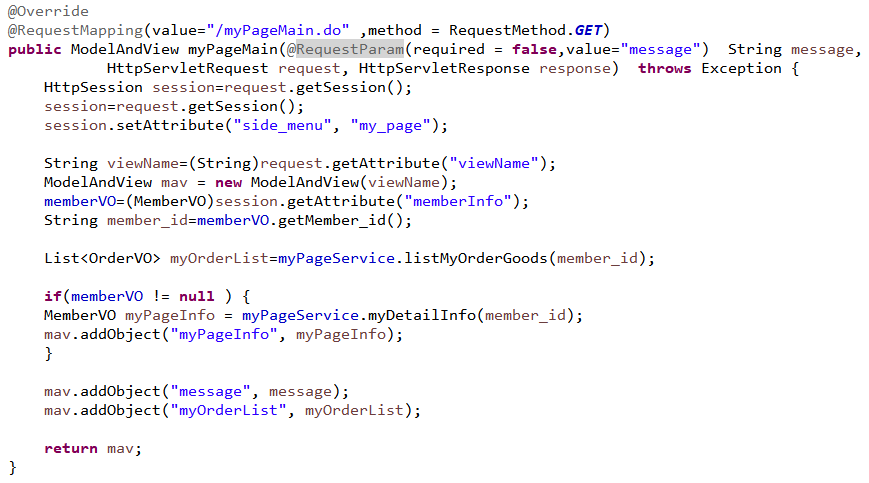 @Override
@RequestMapping(value="/myPageMain.do" ,method = RequestMethod.GET)
public ModelAndView myPageMain(@RequestParam(required = false,value="message")  String message,
           HttpServletRequest request, HttpServletResponse response)  throws Exception {
    HttpSession session=request.getSession();
    session=request.getSession();
    session.setAttribute("side_menu", "my_page");

    String viewName=(String)request.getAttribute("viewName");
    ModelAndView mav = new ModelAndView(viewName);
    memberVO=(MemberVO)session.getAttribute("memberInfo");
    String member_id=memberVO.getMember_id();

    List<OrderVO> myOrderList=myPageService.listMyOrderGoods(member_id);

    if(memberVO != null ) {
    MemberVO myPageInfo = myPageService.myDetailInfo(member_id);
    mav.addObject("myPageInfo", myPageInfo);
    }

    mav.addObject("message", message);
    mav.addObject("myOrderList", myOrderList);

    return mav;
}